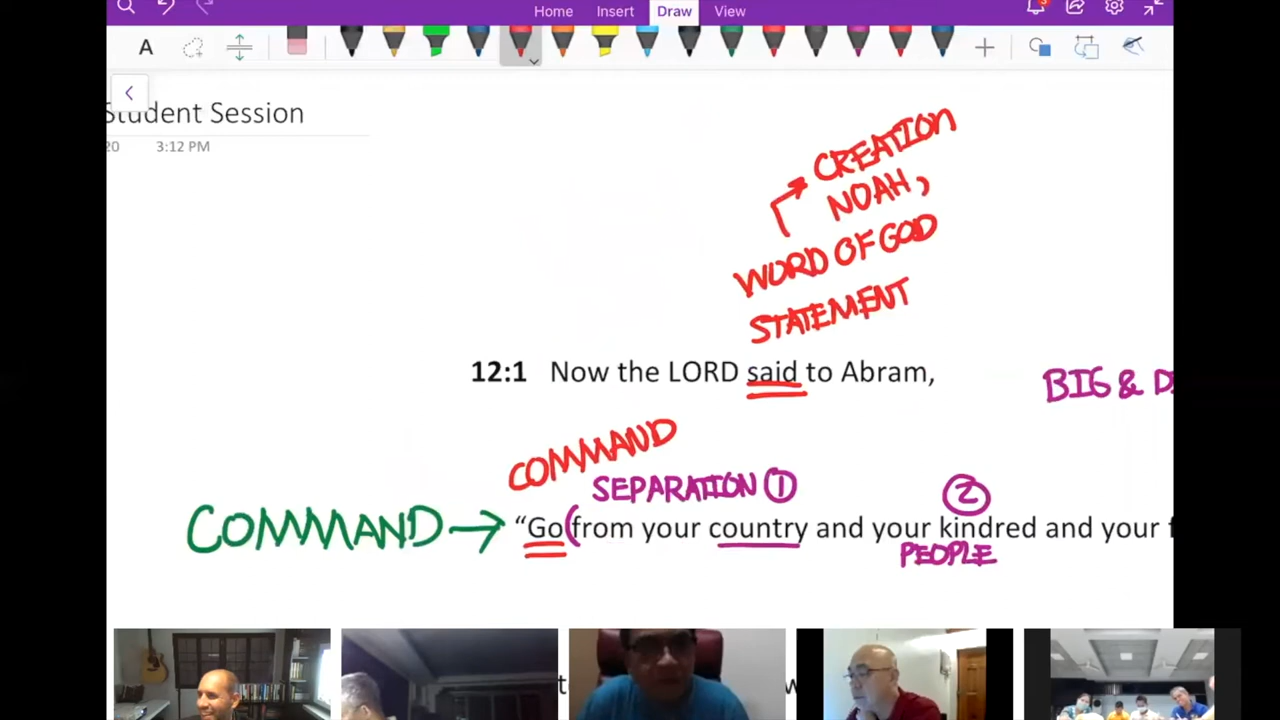 Home Insert Draw View
A
Student Session
20 3:12 PM
CREATION
NOAH,
WORD OF GOD
STATEMENT
12:1 Now the LORD said to Abram,
BIG &
COMMAND
SEPARATION 1
2
COMMAND → “Go (from your country and your kindred and your
PEOPLE